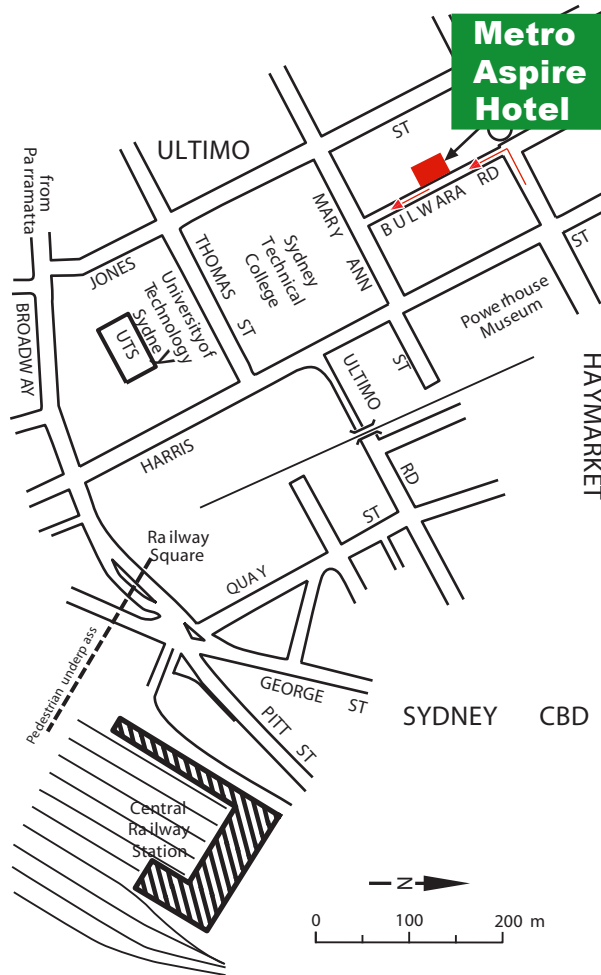 Metro
Aspire
Hotel
ST
ULTIMO
from
Parramatta
BULWARA RD
MARY ANN
ST
JONES
THOMAS ST
Sydney
Technical
College
University of
Technology
Sydney
UTS
Powerhouse
Museum
ST
BROADWAY
HARRIS
ULTIMO
RD
HAYMARKET
Railway
Square
QUAY
ST
Pedestrian underpass
GEORGE ST
PITT ST
SYDNEY CBD
Central
Railway
Station
N
0 100 200 m